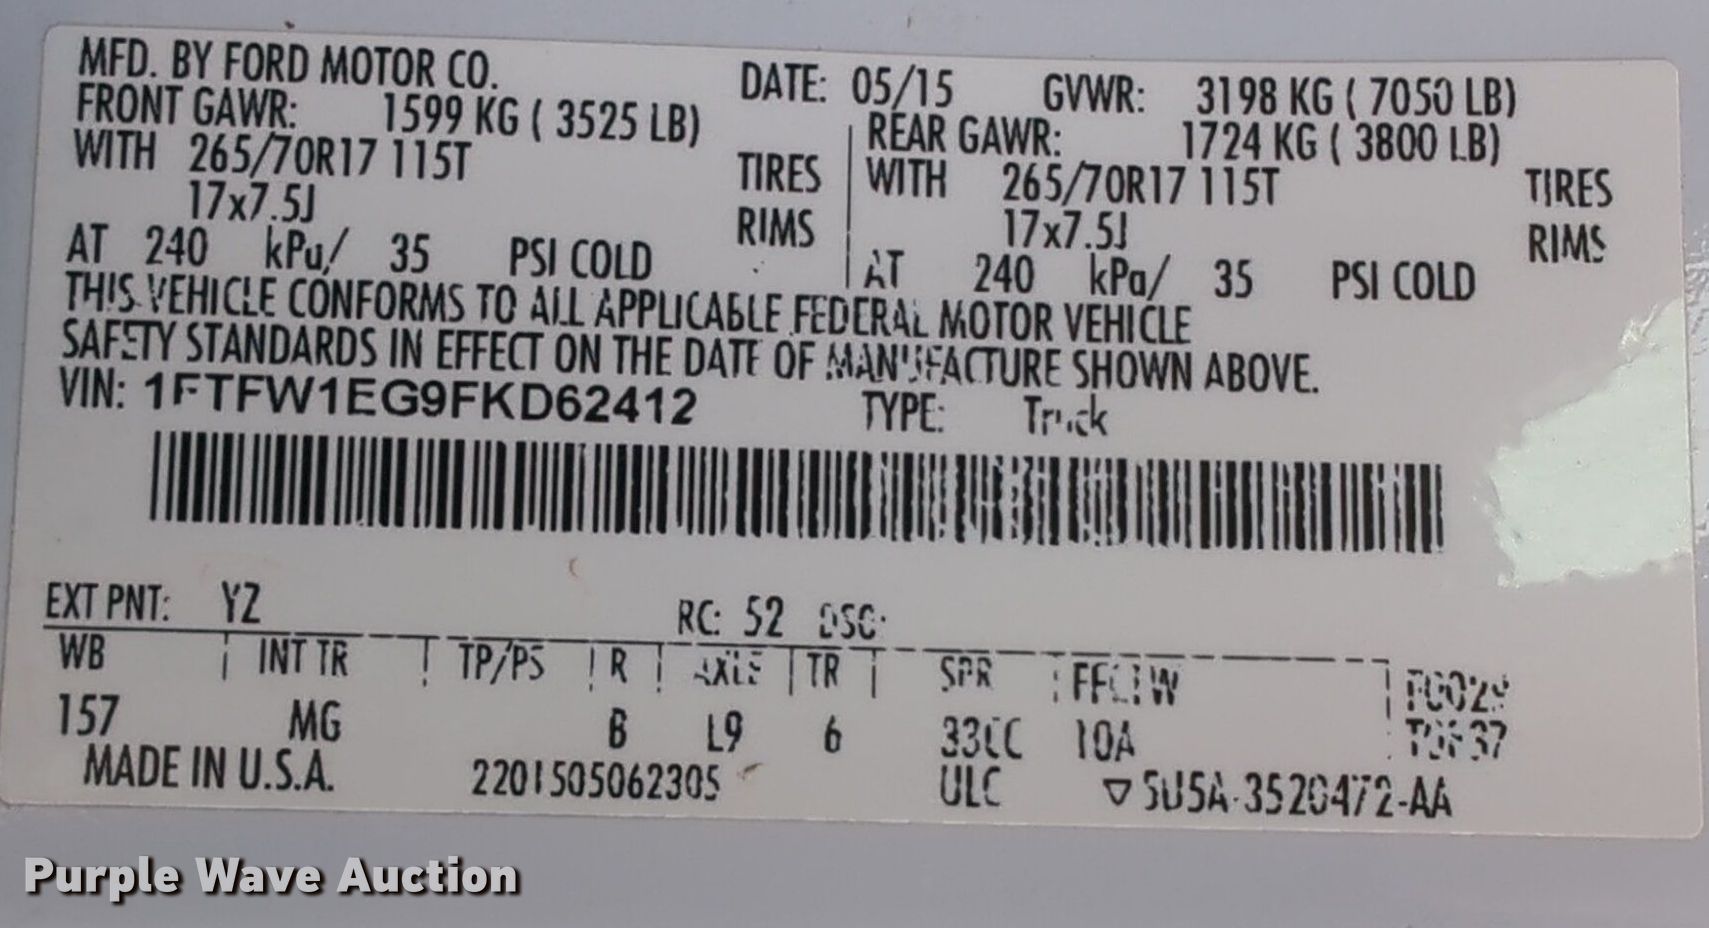 MFD. BY FORD MOTOR CO. DATE: 05/15 GVWR: 3198 KG ( 7050 LB)
FRONT GAWR: 1599 KG ( 3525 LB) REAR GAWR: 1724 KG ( 3800 LB)
WITH 265/70R17 115T TIRES WITH 265/70R17 115T TIRES
17x7.5J RIMS 17x7.5J RIMS
AT 240 kPa/ 35 PSI COLD AT 240 kPa/ 35 PSI COLD
THIS VEHICLE CONFORMS TO ALL APPLICABLE FEDERAL MOTOR VEHICLE
SAFETY STANDARDS IN EFFECT ON THE DATE OF MANUFACTURE SHOWN ABOVE.
VIN: 1FTFW1EG9FKD62412 TYPE: Truck
EXT PNT: YZ RC: 52 DSO:
WB INT TR TP/PS R AXLE TR SPR
157 MG B L9 6 33CC 10A
MADE IN U.S.A. 2201505062305 ULC ▽ 5U5A-3520472-AA
Purple Wave Auction